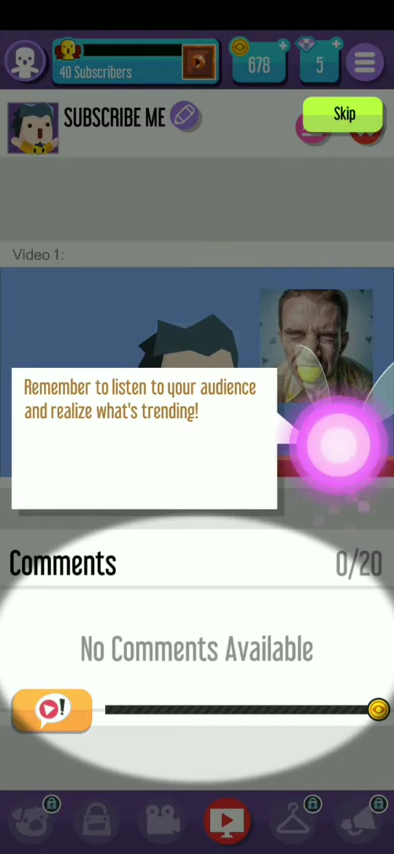 40 Subscribers
678
5
SUBSCRIBE ME
Skip
Video 1:
Remember to listen to your audience
and realize what's trending!
Comments
0/20
No Comments Available
!